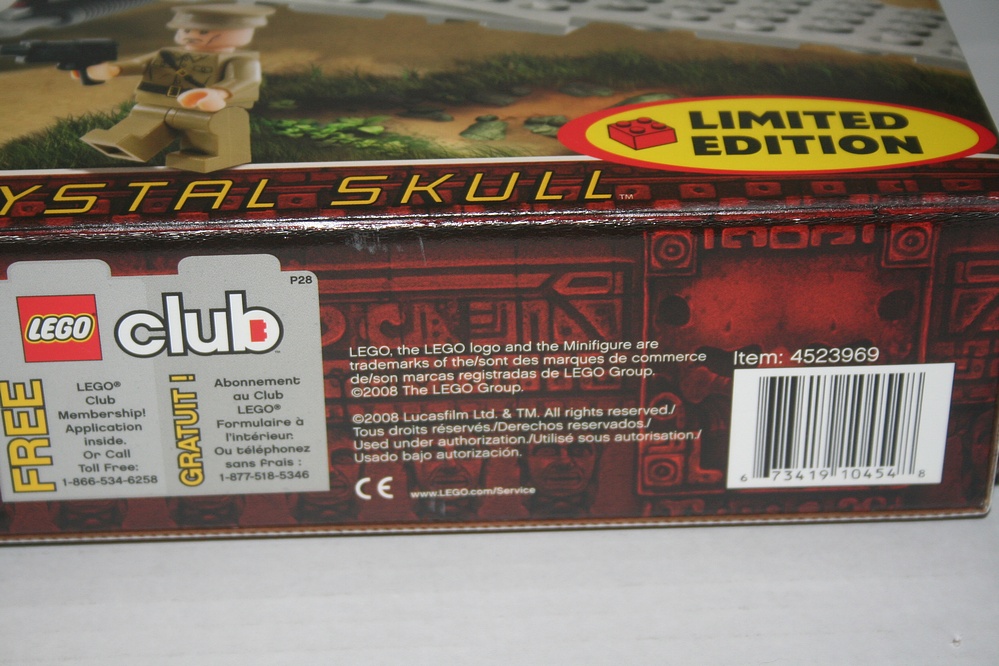 LIMITED
EDITION
YSTAL SKULL™
P28
LEGO club
FREE
LEGO®
Club
Membership!
Application
inside.
Or Call
Toll Free:
1-866-534-6258
GRATUIT !
Abonnement
au Club
LEGO®
Formulaire à
l'intérieur.
Ou téléphonez
sans frais :
1-877-518-5346
LEGO, the LEGO logo and the Minifigure are
trademarks of the/sont des marques de commerce
de/son marcas registradas de LEGO Group.
©2008 The LEGO Group.
©2008 Lucasfilm Ltd. & TM. All rights reserved./
Tous droits réservés./Derechos reservados./
Used under authorization./Utilisé sous autorisation./
Usado bajo autorización.
CE www.LEGO.com/Service
Item: 4523969
6 73419 10454 8